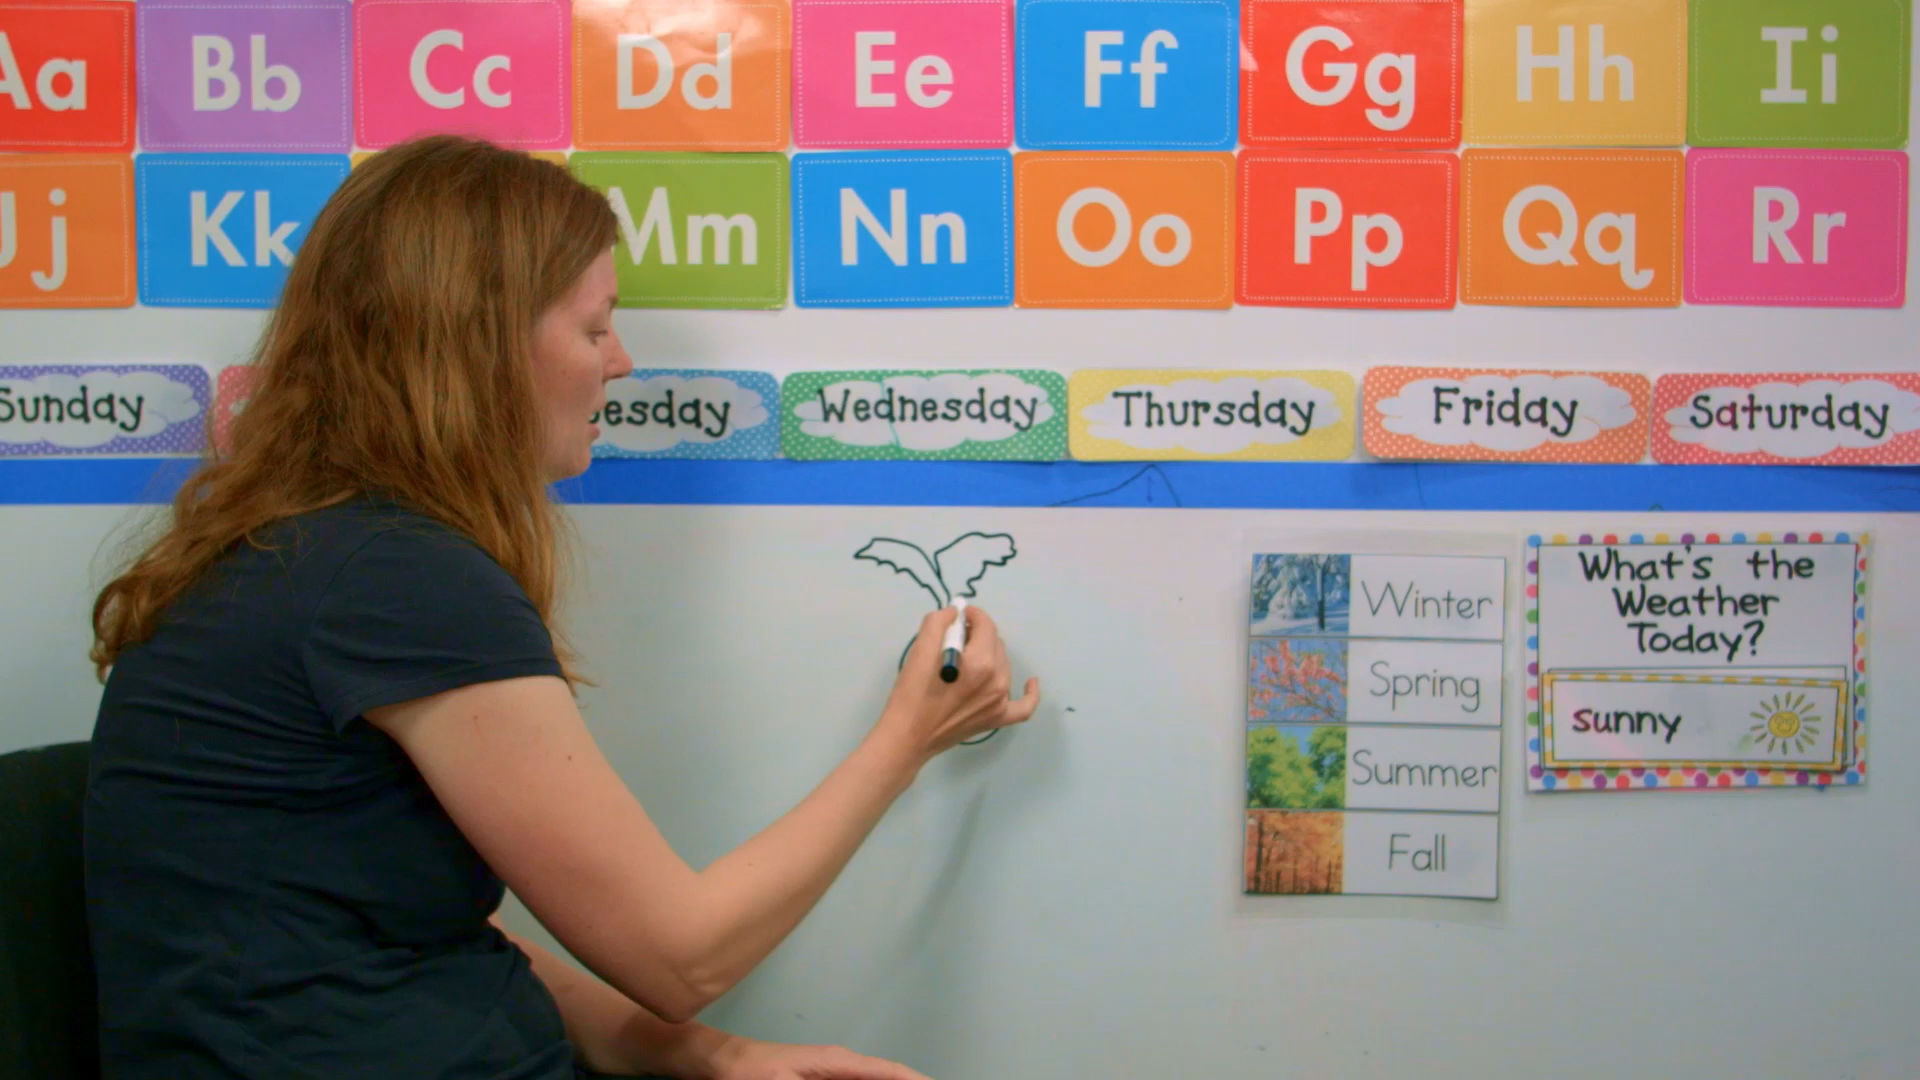 Aa Bb Cc Dd Ee Ff Gg Hh Ii
Jj Kk Mm Nn Oo Pp Qq Rr
Sunday esday Wednesday Thursday Friday Saturday
Winter
Spring
Summer
Fall
What's the
Weather
Today?
sunny